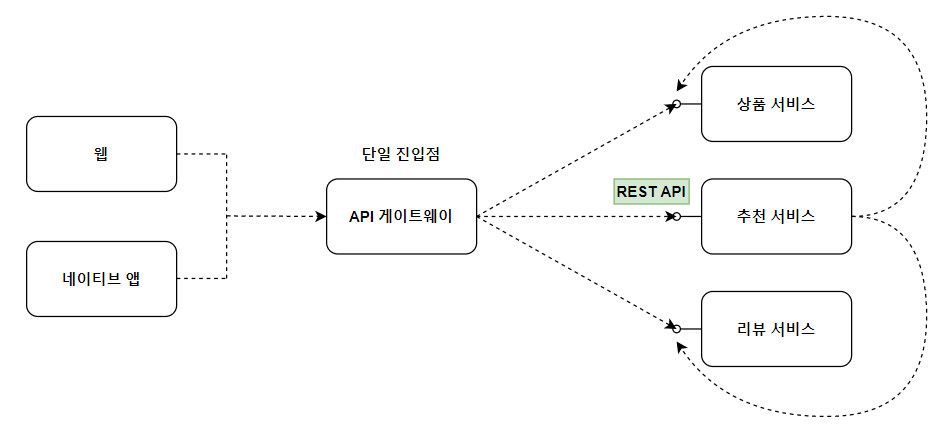 웹
네이티브 앱
단일 진입점
API 게이트웨이
REST API
상품 서비스
추천 서비스
리뷰 서비스